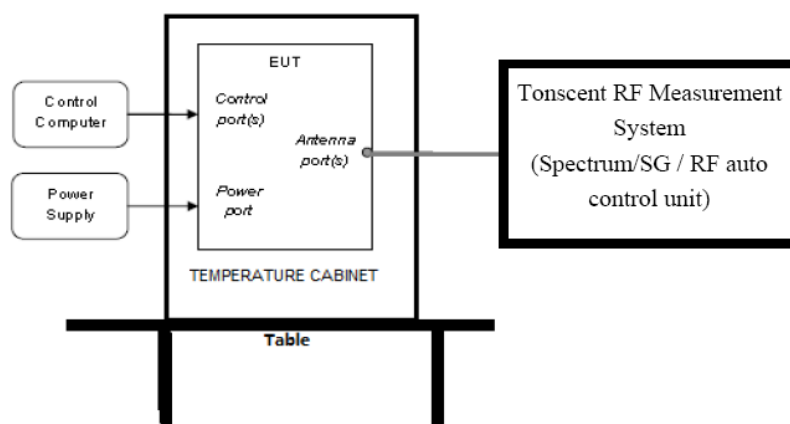 EUT
Control
Computer
Control
port(s)
Antenna
port(s)
Power
Supply
Power
port
TEMPERATURE CABINET
Table
Tonscent RF Measurement
System
(Spectrum/SG / RF auto
control unit)